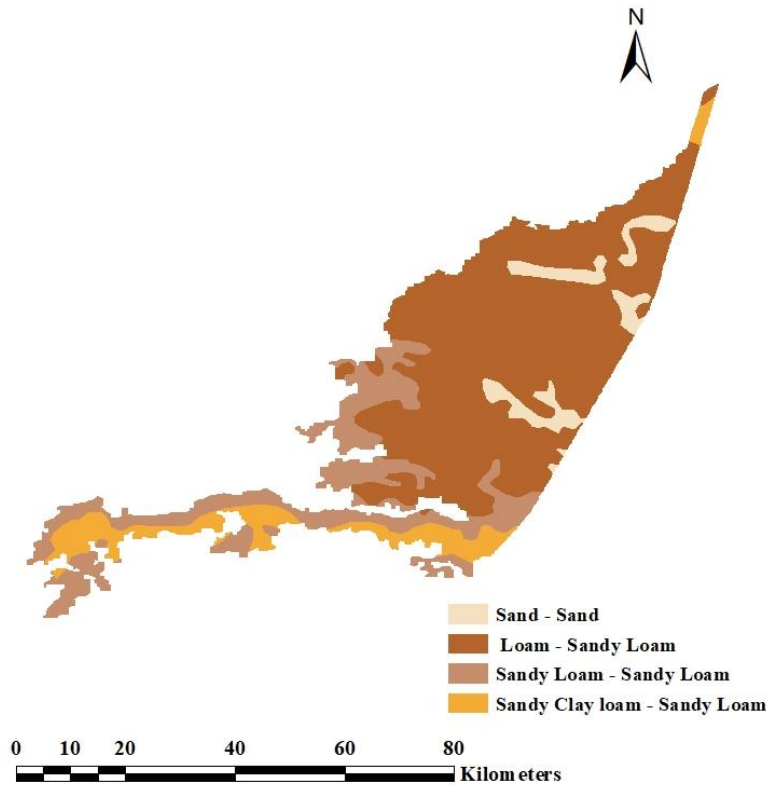 N
Sand - Sand
Loam - Sandy Loam
Sandy Loam - Sandy Loam
Sandy Clay loam - Sandy Loam
0 10 20 40 60 80
Kilometers